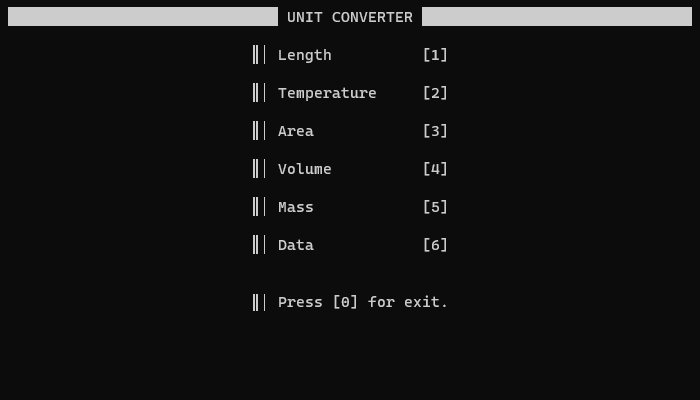 UNIT CONVERTER
Length [1]
Temperature [2]
Area [3]
Volume [4]
Mass [5]
Data [6]
Press [0] for exit.